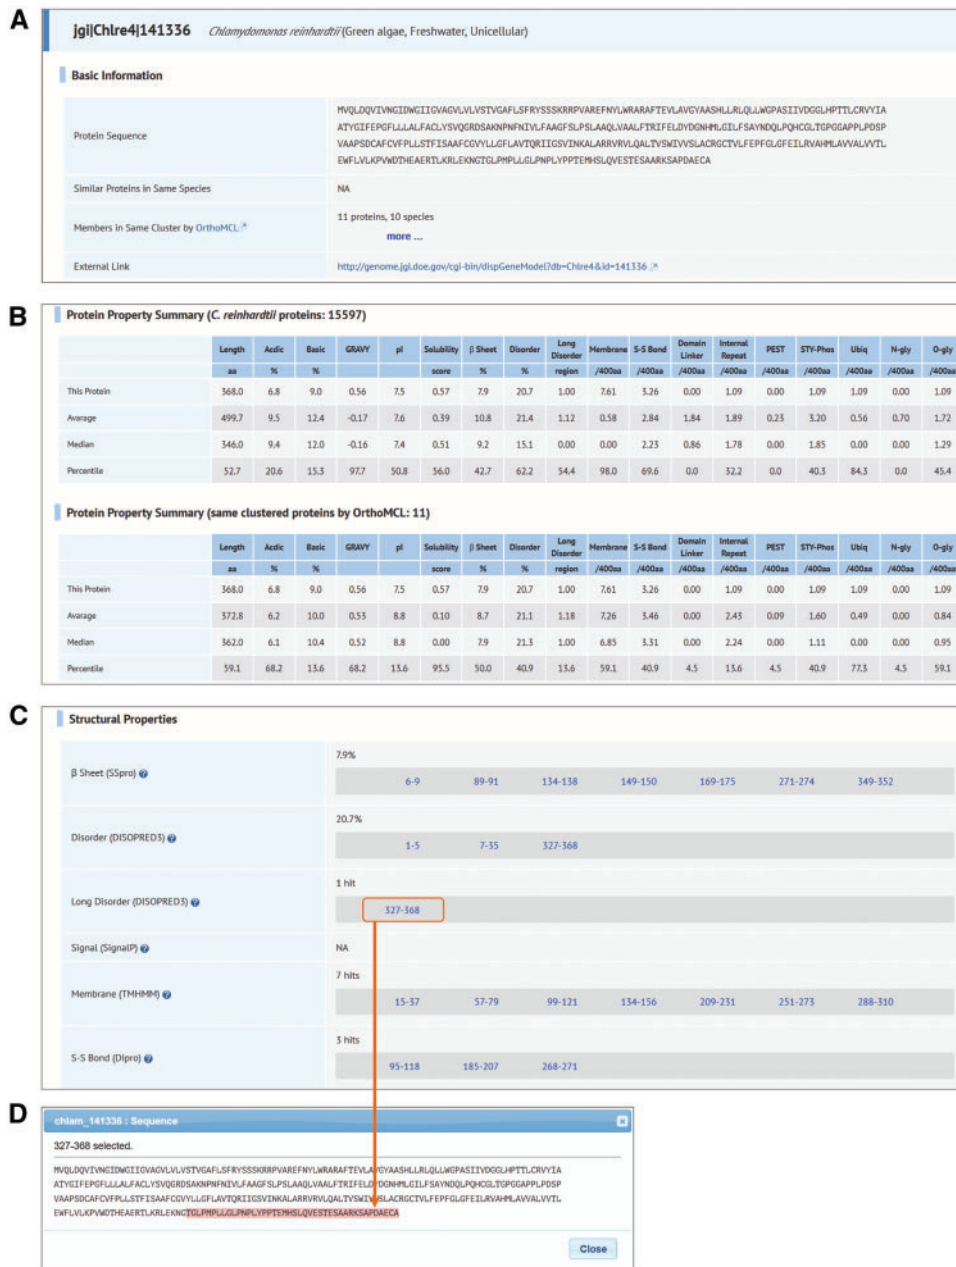 A
jgi|Chlre4|141336 Chlamydomonas reinhardtii (Green algae, Freshwater, Unicellular)
Basic Information
Protein Sequence
MVQLDQVIVNGIDWGIIGVAGVLVLVSTVGAFLSFRYSSSKRRPVAREFNYLWRARAFTEVLAVGYAASHLLRLQLLWGPASIIVDGGLHPTTLCRVYIA
ATYGIFEPGFLLLALFACLYSVQGRDSAKNPNFNIVLFAAGFSLPSLAAQLVAALFTRIFELDYDGNHMLGILFSAYNDQLPQHCGLTGPGGAPPLPDSP
VAAPSDCAFCVFPLLSTFISAAFCGVYLLGFLAVTQRIIGSVINKALARRVRVLQALTVSWIVVSLACRGCTVLFEPFGLGFEILRVAHMLAVVALVVTL
EWFLVLKPVWDTHEAERTLKRLEKNGTGLPMPLLGLPNPLYPPTEMHSLQVESTESAARKSAPDAECA
Similar Proteins in Same Species NA
Members in Same Cluster by OrthoMCL 11 proteins, 10 species
more ...
External Link http://genome.jgi.doe.gov/cgi-bin/dispGeneModel?db=Chlre4&id=141336
B
Protein Property Summary (C. reinhardtii proteins: 15597)
Length Acdic Basic GRAVY pI Solubility β Sheet Disorder Long Disorder Membrane S-S Bond Domain Linker Internal Repeat PEST STY-Phos Ubiq N-gly O-gly
aa % % score % % region /400aa /400aa /400aa /400aa /400aa /400aa /400aa /400aa /400aa
This Protein 368.0 6.8 9.0 0.56 7.5 0.57 7.9 20.7 1.00 7.61 3.26 0.00 1.09 0.00 1.09 1.09 0.00 1.09
Avarage 499.7 9.5 12.4 -0.17 7.6 0.39 10.8 21.4 1.12 0.58 2.84 1.84 1.89 0.23 3.20 0.56 0.70 1.72
Median 346.0 9.4 12.0 -0.16 7.4 0.51 9.2 15.1 0.00 0.00 2.23 0.86 1.78 0.00 1.85 0.00 0.00 1.29
Percentile 52.7 20.6 15.3 97.7 50.8 56.0 42.7 62.2 54.4 98.0 69.6 0.0 32.2 0.0 40.3 84.3 0.0 45.4
Protein Property Summary (same clustered proteins by OrthoMCL: 11)
Length Acdic Basic GRAVY pI Solubility β Sheet Disorder Long Disorder Membrane S-S Bond Domain Linker Internal Repeat PEST STY-Phos Ubiq N-gly O-gly
aa % % score % % region /400aa /400aa /400aa /400aa /400aa /400aa /400aa /400aa /400aa
This Protein 368.0 6.8 9.0 0.56 7.5 0.57 7.9 20.7 1.00 7.61 3.26 0.00 1.09 0.00 1.09 1.09 0.00 1.09
Avarage 372.8 6.2 10.0 0.53 8.8 0.10 8.7 21.1 1.18 7.26 3.46 0.00 2.43 0.09 1.60 0.49 0.00 0.84
Median 362.0 6.1 10.4 0.52 8.8 0.00 7.9 21.3 1.00 6.85 3.31 0.00 2.24 0.00 1.11 0.00 0.00 0.95
Percentile 59.1 68.2 13.6 68.2 13.6 95.5 50.0 40.9 13.6 59.1 40.9 4.5 13.6 4.5 40.9 77.3 4.5 59.1
C
Structural Properties
β Sheet (SSpro) 7.9%
6-9 89-91 134-138 149-150 169-175 271-274 349-352
Disorder (DISOPRED3) 20.7%
1-5 7-35 327-368
Long Disorder (DISOPRED3) 1 hit
327-368
Signal (SignalP) NA
Membrane (TMHMM) 7 hits
15-37 57-79 99-121 134-156 209-231 251-273 288-310
S-S Bond (Dipro) 3 hits
95-118 185-207 268-271
D
chlam_141336 : Sequence
327-368 selected.
MVQLDQVIVNGIDWGIIGVAGVLVLVSTVGAFLSFRYSSSKRRPVAREFNYLWRARAFTEVLAVGYAASHLLRLQLLWGPASIIVDGGLHPTTLCRVYIA
ATYGIFEPGFLLLALFACLYSVQGRDSAKNPNFNIVLFAAGFSLPSLAAQLVAALFTRIFELDYDGNHMLGILFSAYNDQLPQHCGLTGPGGAPPLPDSP
VAAPSDCAFCVFPLLSTFISAAFCGVYLLGFLAVTQRIIGSVINKALARRVRVLQALTVSWIVVSLACRGCTVLFEPFGLGFEILRVAHMLAVVALVVTL
EWFLVLKPVWDTHEAERTLKRLEKNGTGLPMPLLGLPNPLYPPTEMHSLQVESTESAARKSAPDAECA
Close